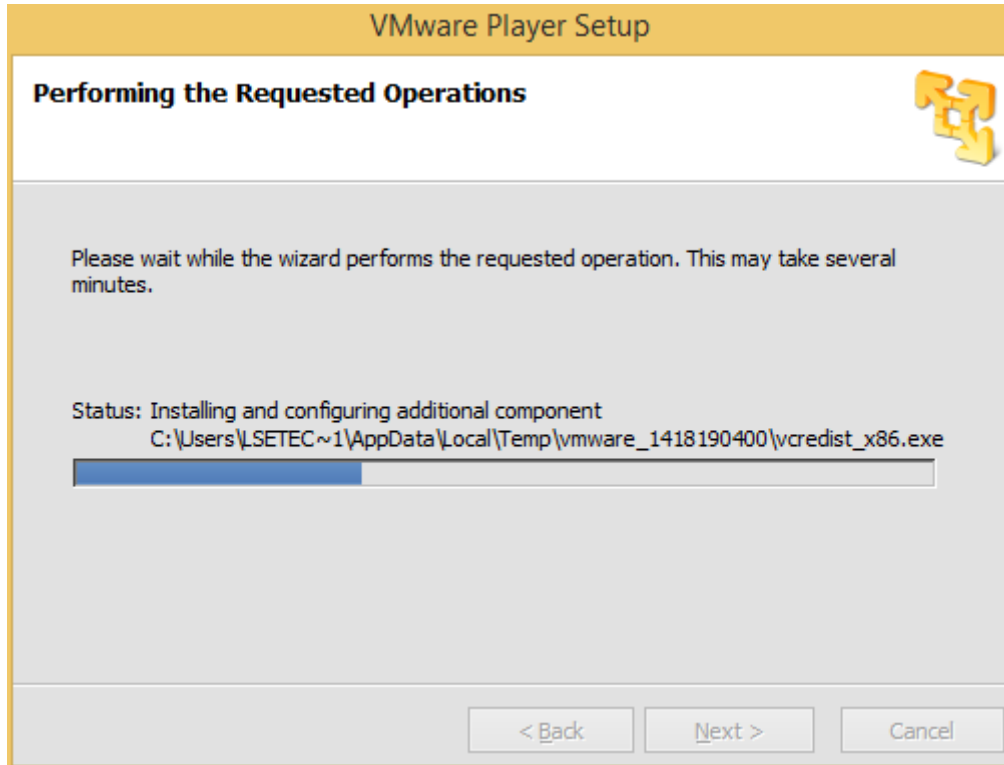 VMware Player Setup
Performing the Requested Operations
Please wait while the wizard performs the requested operation. This may take several
minutes.
Status: Installing and configuring additional component
C:\Users\LSETEC~1\AppData\Local\Temp\vmware_1418190400\vcredist_x86.exe
< Back Next > Cancel